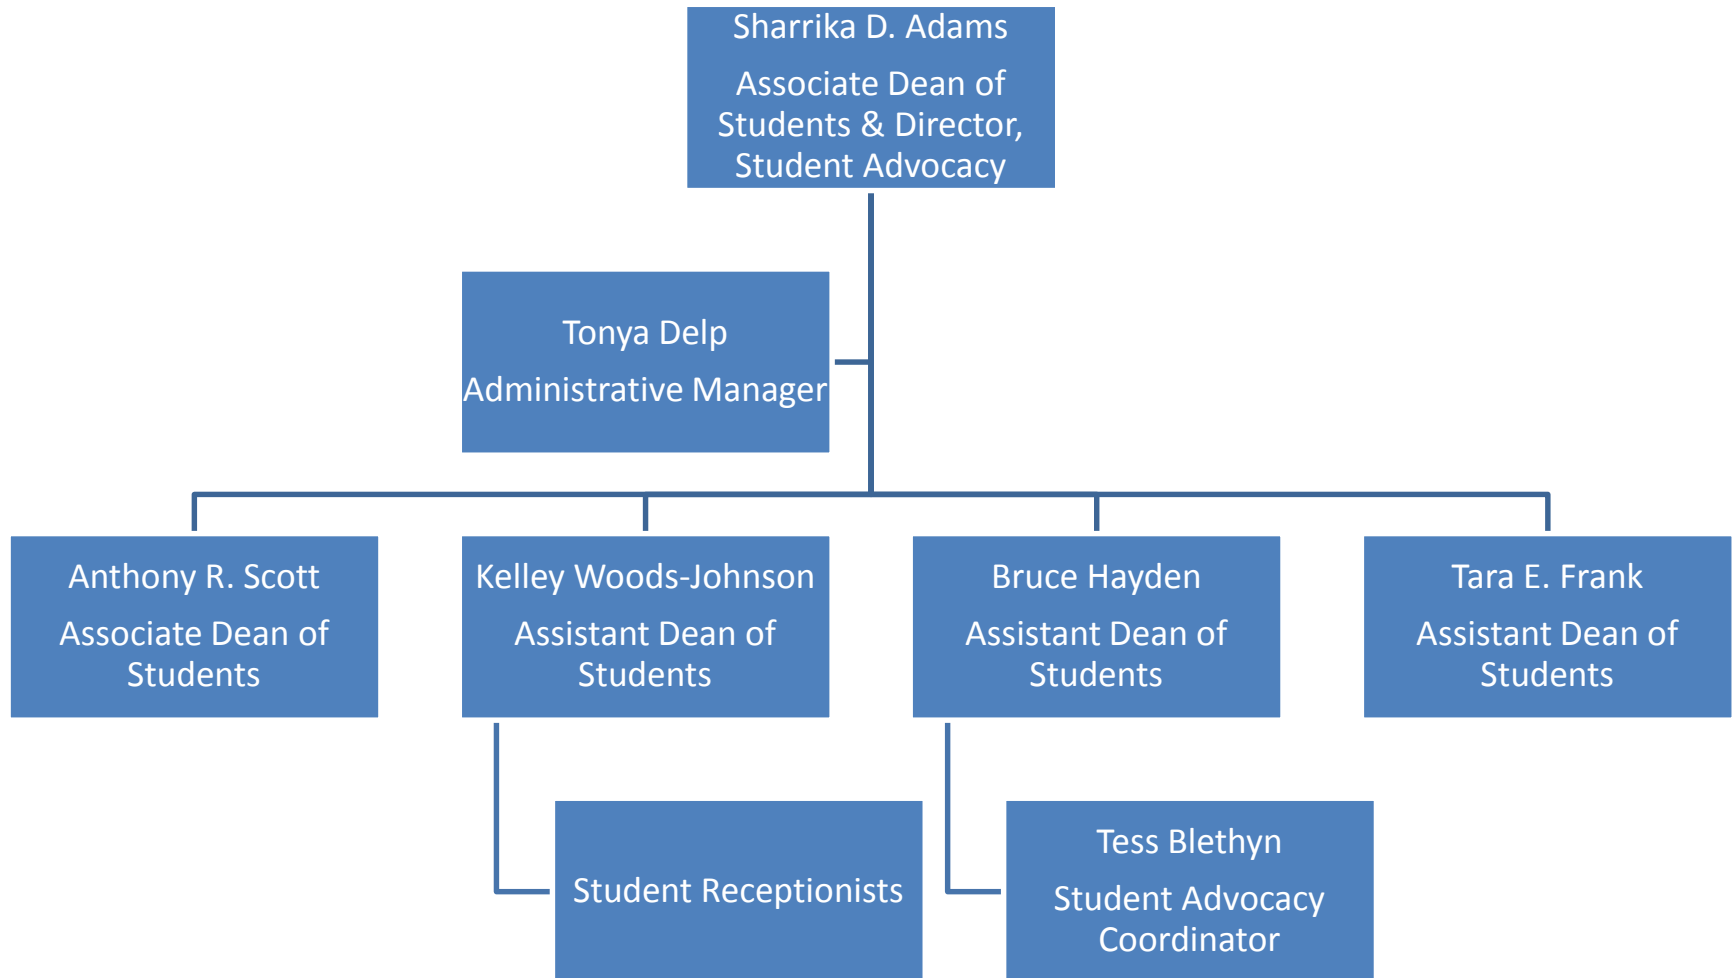 Sharrika D. Adams
Associate Dean of
Students & Director,
Student Advocacy
Tonya Delp
Administrative Manager
Anthony R. Scott
Associate Dean of
Students
Kelley Woods-Johnson
Assistant Dean of
Students
Bruce Hayden
Assistant Dean of
Students
Tara E. Frank
Assistant Dean of
Students
Student Receptionists
Tess Blethyn
Student Advocacy
Coordinator